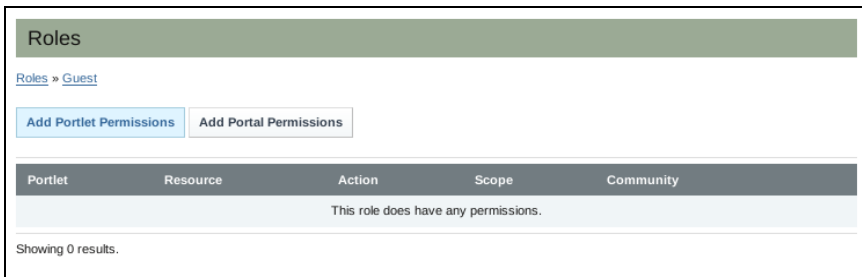 Roles
Roles » Guest
Add Portlet Permissions Add Portal Permissions
Portlet Resource Action Scope Community
This role does have any permissions.
Showing 0 results.